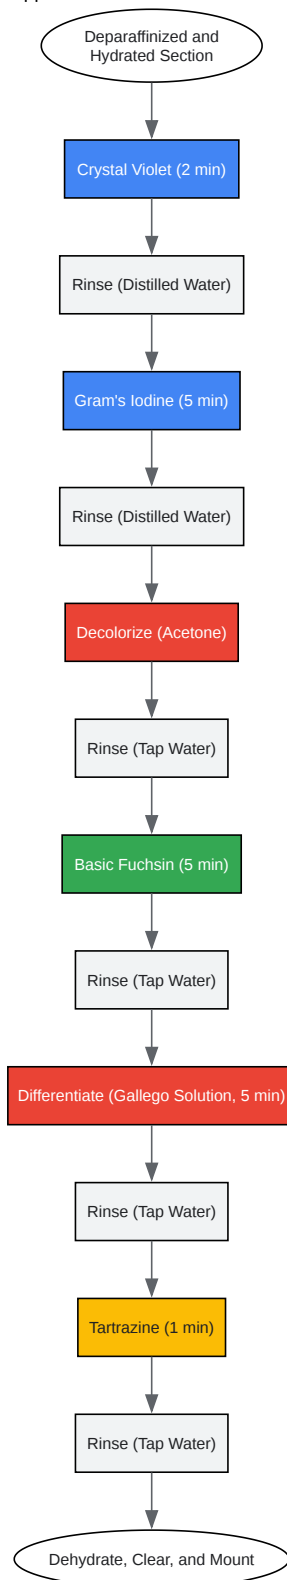 Deparaffinized and
Hydrated Section
Crystal Violet (2 min)
Rinse (Distilled Water)
Gram's Iodine (5 min)
Rinse (Distilled Water)
Decolorize (Acetone)
Rinse (Tap Water)
Basic Fuchsin (5 min)
Rinse (Tap Water)
Differentiate (Gallego Solution, 5 min)
Rinse (Tap Water)
Tartrazine (1 min)
Rinse (Tap Water)
Dehydrate, Clear, and Mount